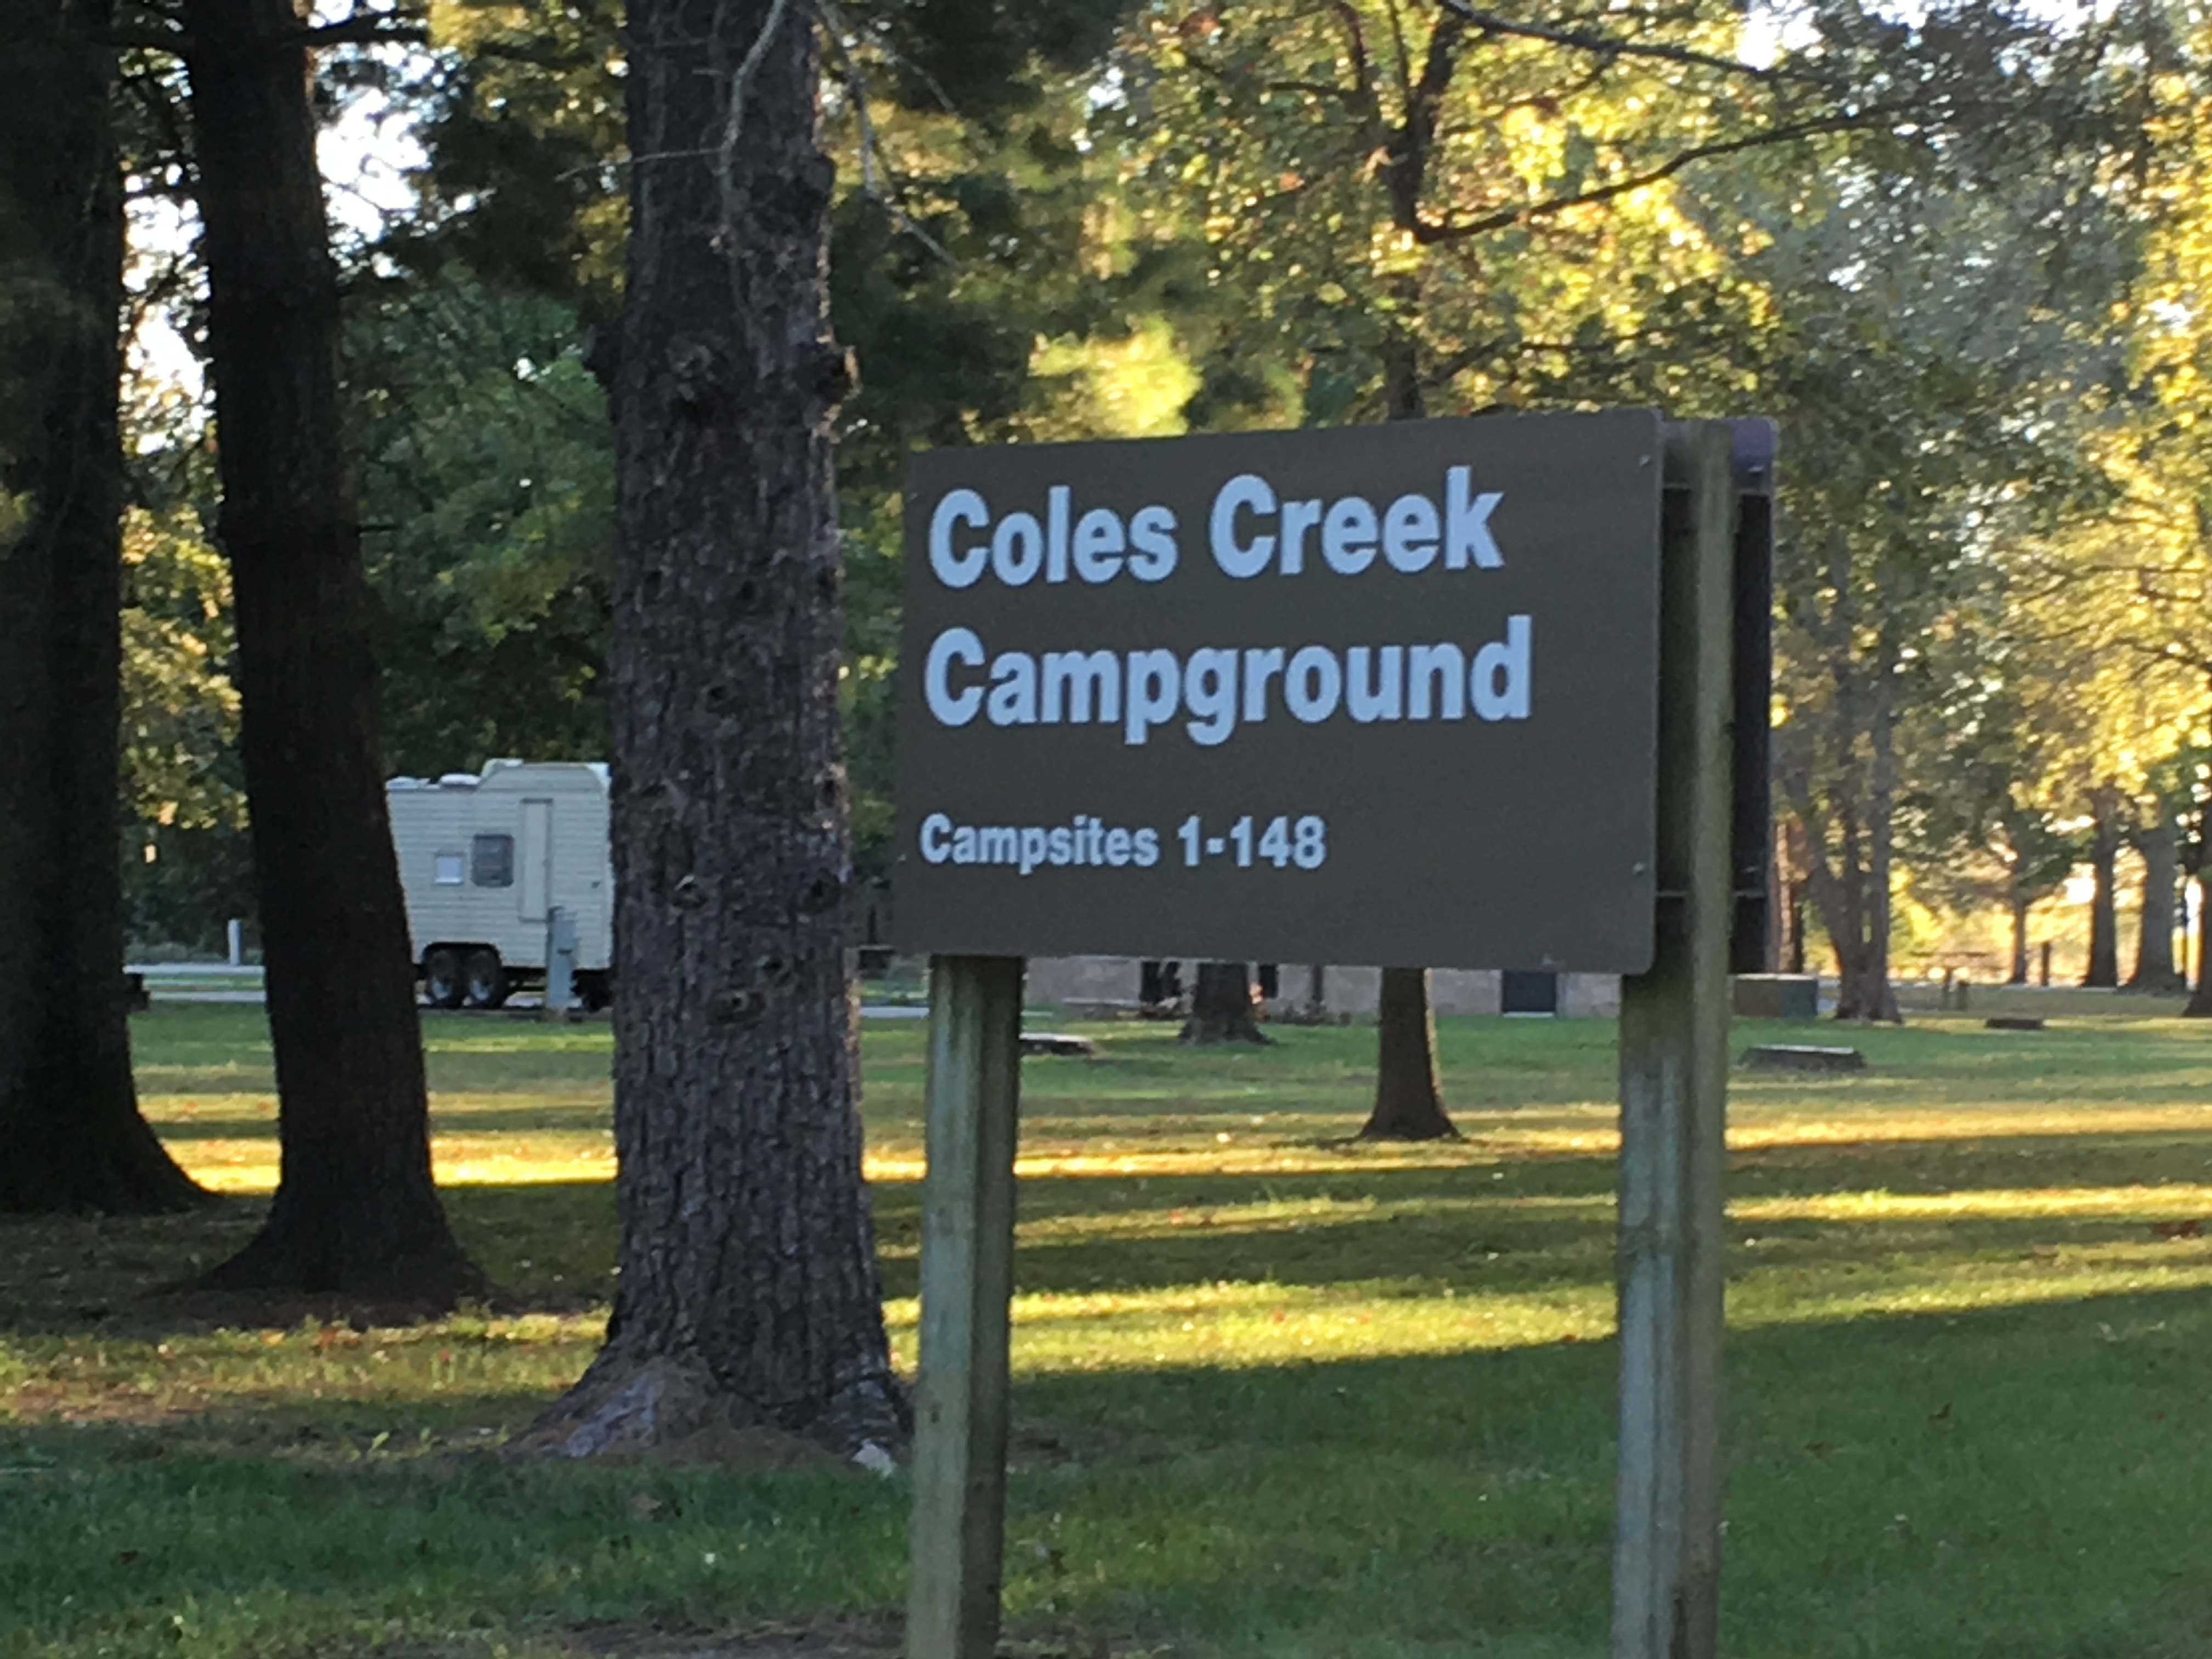 Coles Creek
Campground
Campsites 1-148